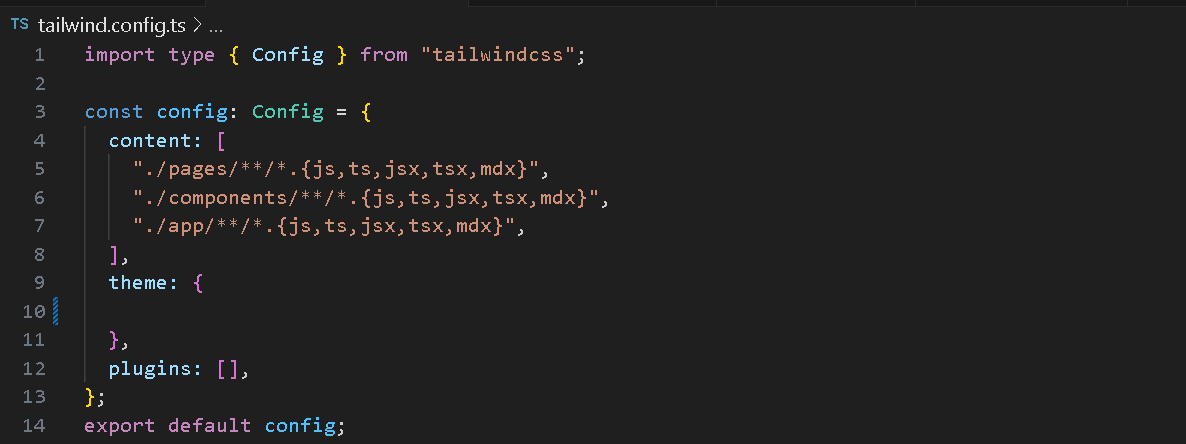 TS tailwind.config.ts > ...
1 import type { Config } from "tailwindcss";
2
3 const config: Config = {
4   content: [
5     "./pages/**/*.{js,ts,jsx,tsx,mdx}",
6     "./components/**/*.{js,ts,jsx,tsx,mdx}",
7     "./app/**/*.{js,ts,jsx,tsx,mdx}",
8   ],
9   theme: {
10
11   },
12   plugins: [],
13 };
14 export default config;